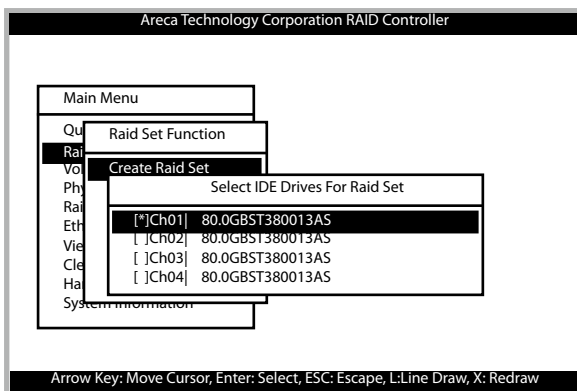 Areca Technology Corporation RAID Controller
Main Menu
Qu
Raid Set Function
Rai
Create Raid Set
Vol
Phy
Select IDE Drives For Raid Set
Rai
[*]Ch01| 80.0GBST380013AS
Eth
[ ]Ch02| 80.0GBST380013AS
Vie
[ ]Ch03| 80.0GBST380013AS
Cle
[ ]Ch04| 80.0GBST380013AS
Ha
System Information
Arrow Key: Move Cursor, Enter: Select, ESC: Escape, L:Line Draw, X: Redraw